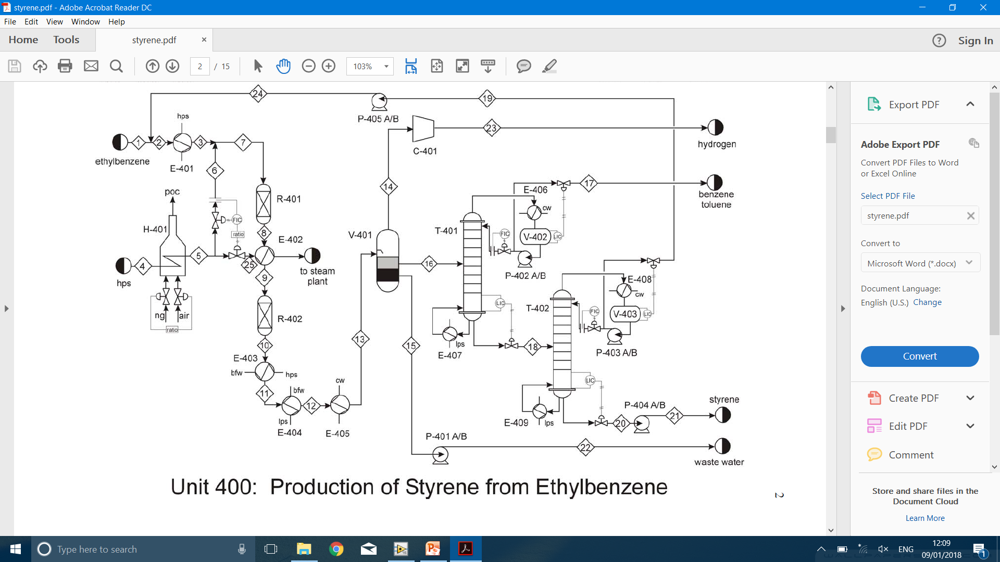 styrene.pdf - Adobe Acrobat Reader DC
File Edit View Window Help
Home Tools styrene.pdf × ? Sign In
2 / 15 103%
24 19
P-405 A/B
hps 23
1 2 3 7 hydrogen
ethylbenzene E-401 C-401
6
14 E-406 17
poc benzene
toluene
R-401 cw
H-401 FIC T-401
ratio 8 V-401 FIC V-402 LIC
E-402
5
hps 4 25 to steam
plant 16 P-402 A/B
9 E-408
cw
LIC T-402 FIC V-403 LIC
ng air R-402
ratio
13 lps
10 15 E-407 18 P-403 A/B
E-403
bfw hps
11 cw LIC
bfw
12 styrene
lps P-404 A/B
E-404 E-405 E-409 lps 20 21
P-401 A/B
22
waste water
Unit 400: Production of Styrene from Ethylbenzene
2
Export PDF
Adobe Export PDF
Convert PDF Files to Word
or Excel Online
Select PDF File
styrene.pdf
Convert to
Microsoft Word (*.docx)
Document Language:
English (U.S.) Change
Convert
Create PDF
Edit PDF
Comment
Store and share files in the
Document Cloud
Learn More
Type here to search
ENG
12:09
09/01/2018
1